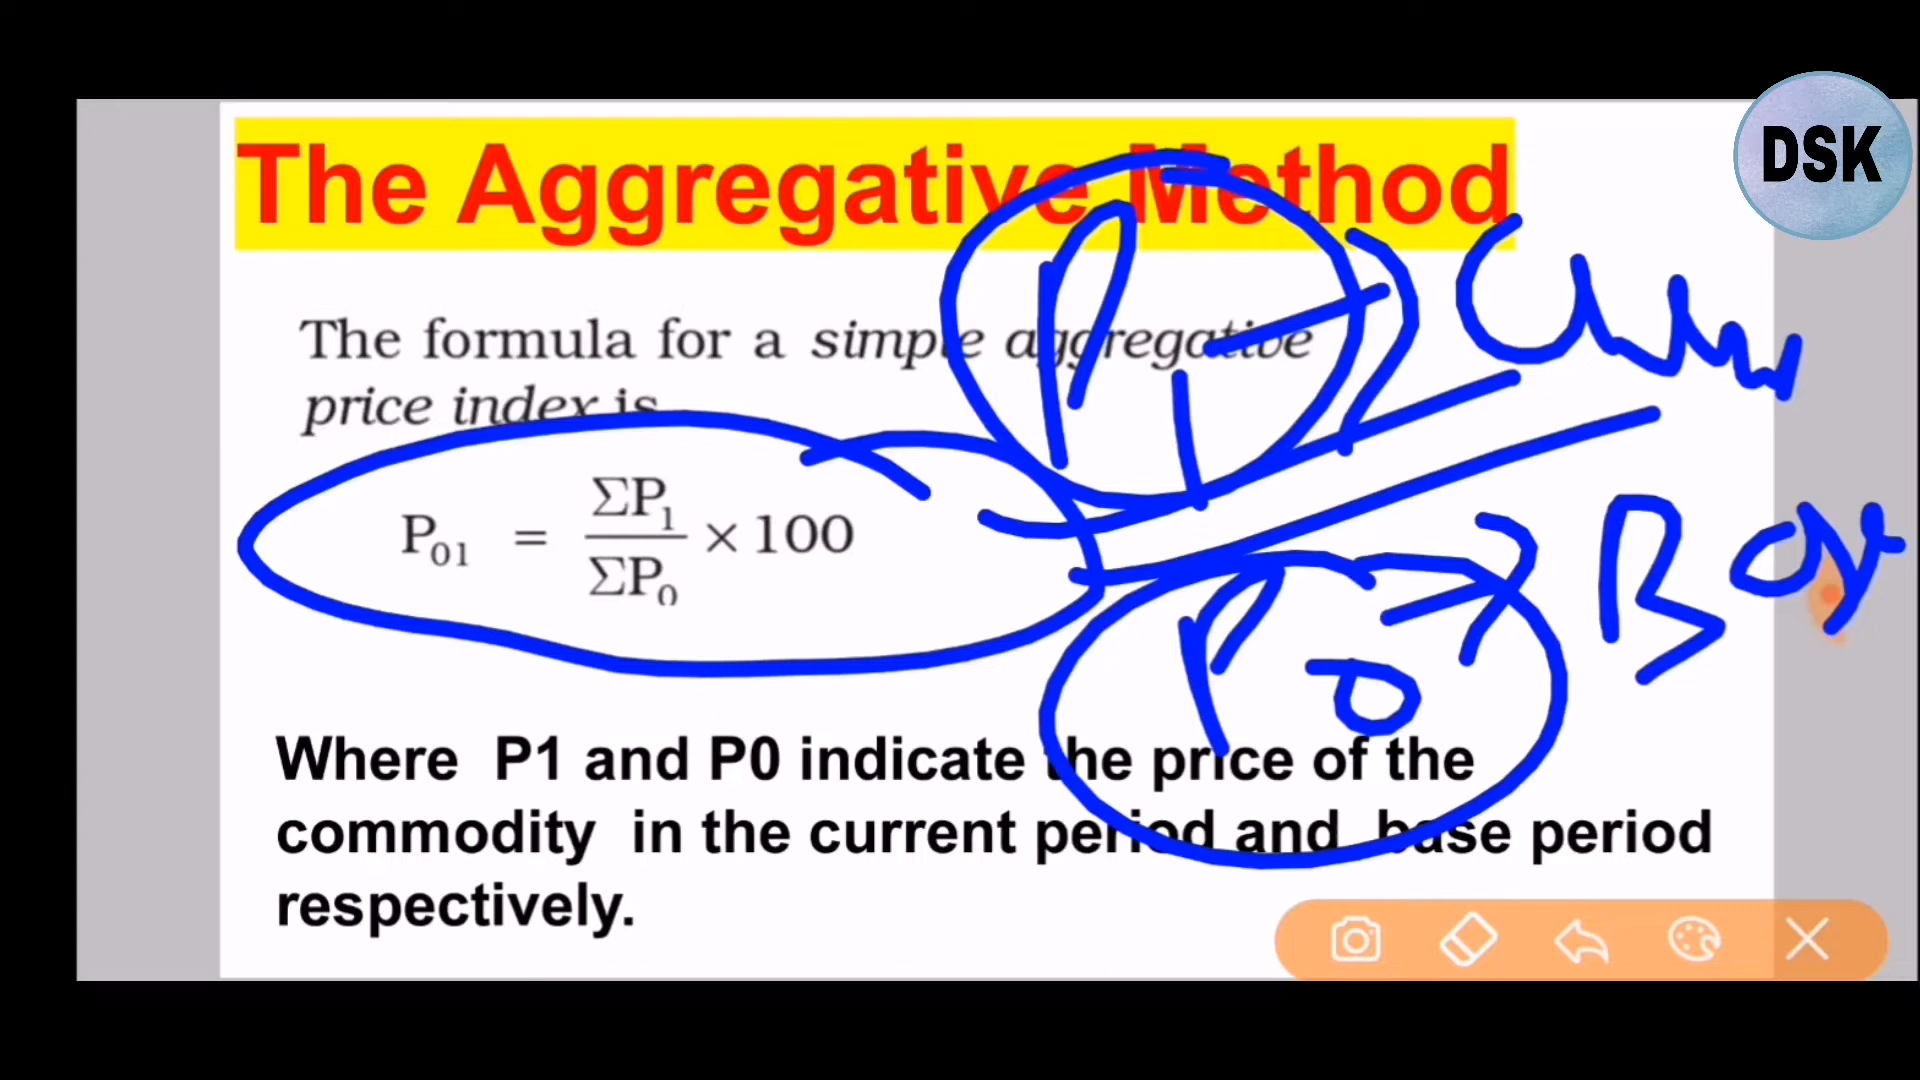 The Aggregative Method
DSK
The formula for a simple aggregative
price index is
P01 = ΣP1 / ΣP0 × 100
P1 → Curr
P0 → Base
Where P1 and P0 indicate the price of the
commodity in the current period and base period
respectively.